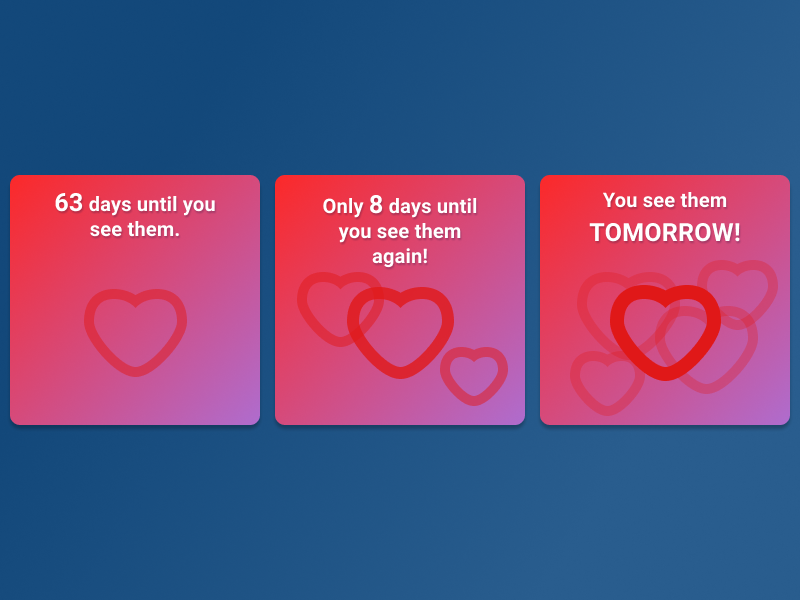 63 days until you
see them.
Only 8 days until
you see them
again!
You see them
TOMORROW!